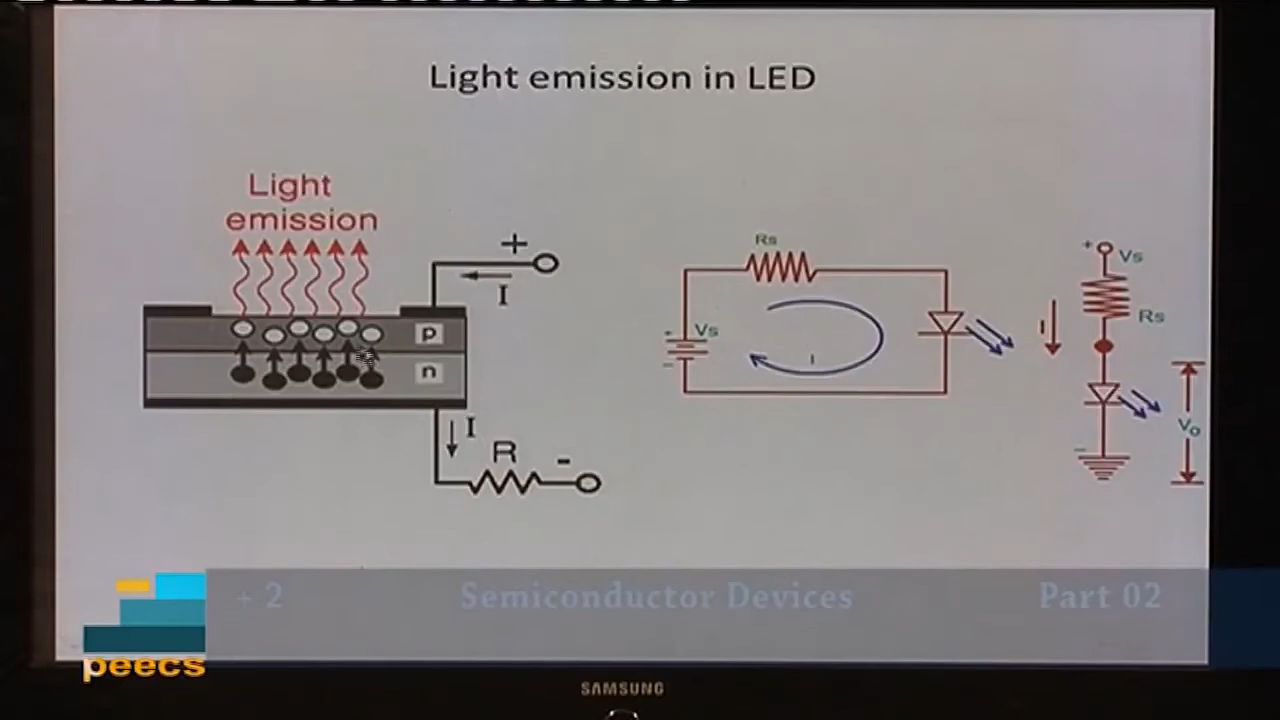 Light emission in LED
Light
emission
+
I
p
n
I
R
-
Rs
+
Vs
-
I
+
Vs
Rs
I
Vo
-
+ 2 Semiconductor Devices Part 02
peecs
SAMSUNG